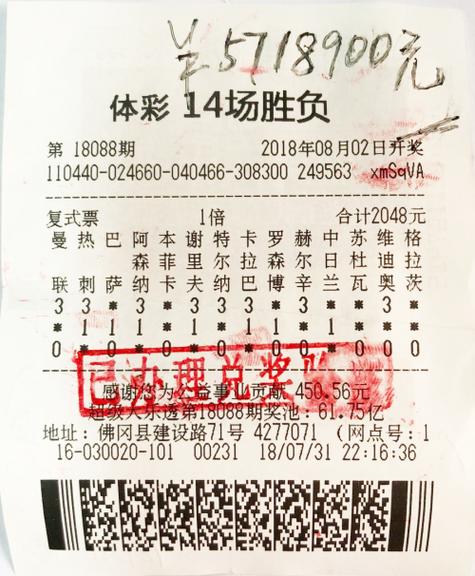 ￥5718900元
体彩 14场胜负
第 18088期 2018年08月02日开奖
110440-024660-040466-308300 249563 xmSqVA
复式票 1倍 合计2048元
曼 热 巴 阿 本 谢 特 卡 罗 赫 中 苏 维 格
森 菲 里 尔 拉 森 尔 日 杜 迪 拉
联 刺 萨 纳 卡 夫 纳 巴 博 辛 兰 瓦 奥 茨
3 3 * 3 3 3 3 3 3 3 3 * 3 *
* 1 * 1 1 * * 1 1 * 1 * * *
0 * 0 0 0 0 0 0
已办理兑奖
感谢您为公益事业贡献 450.56元
超级大乐透第18088期奖池：61.75亿
地址：佛冈县建设路71号 4277071 （网点号：1
16-030020-101 00231 18/07/31 22:16:36